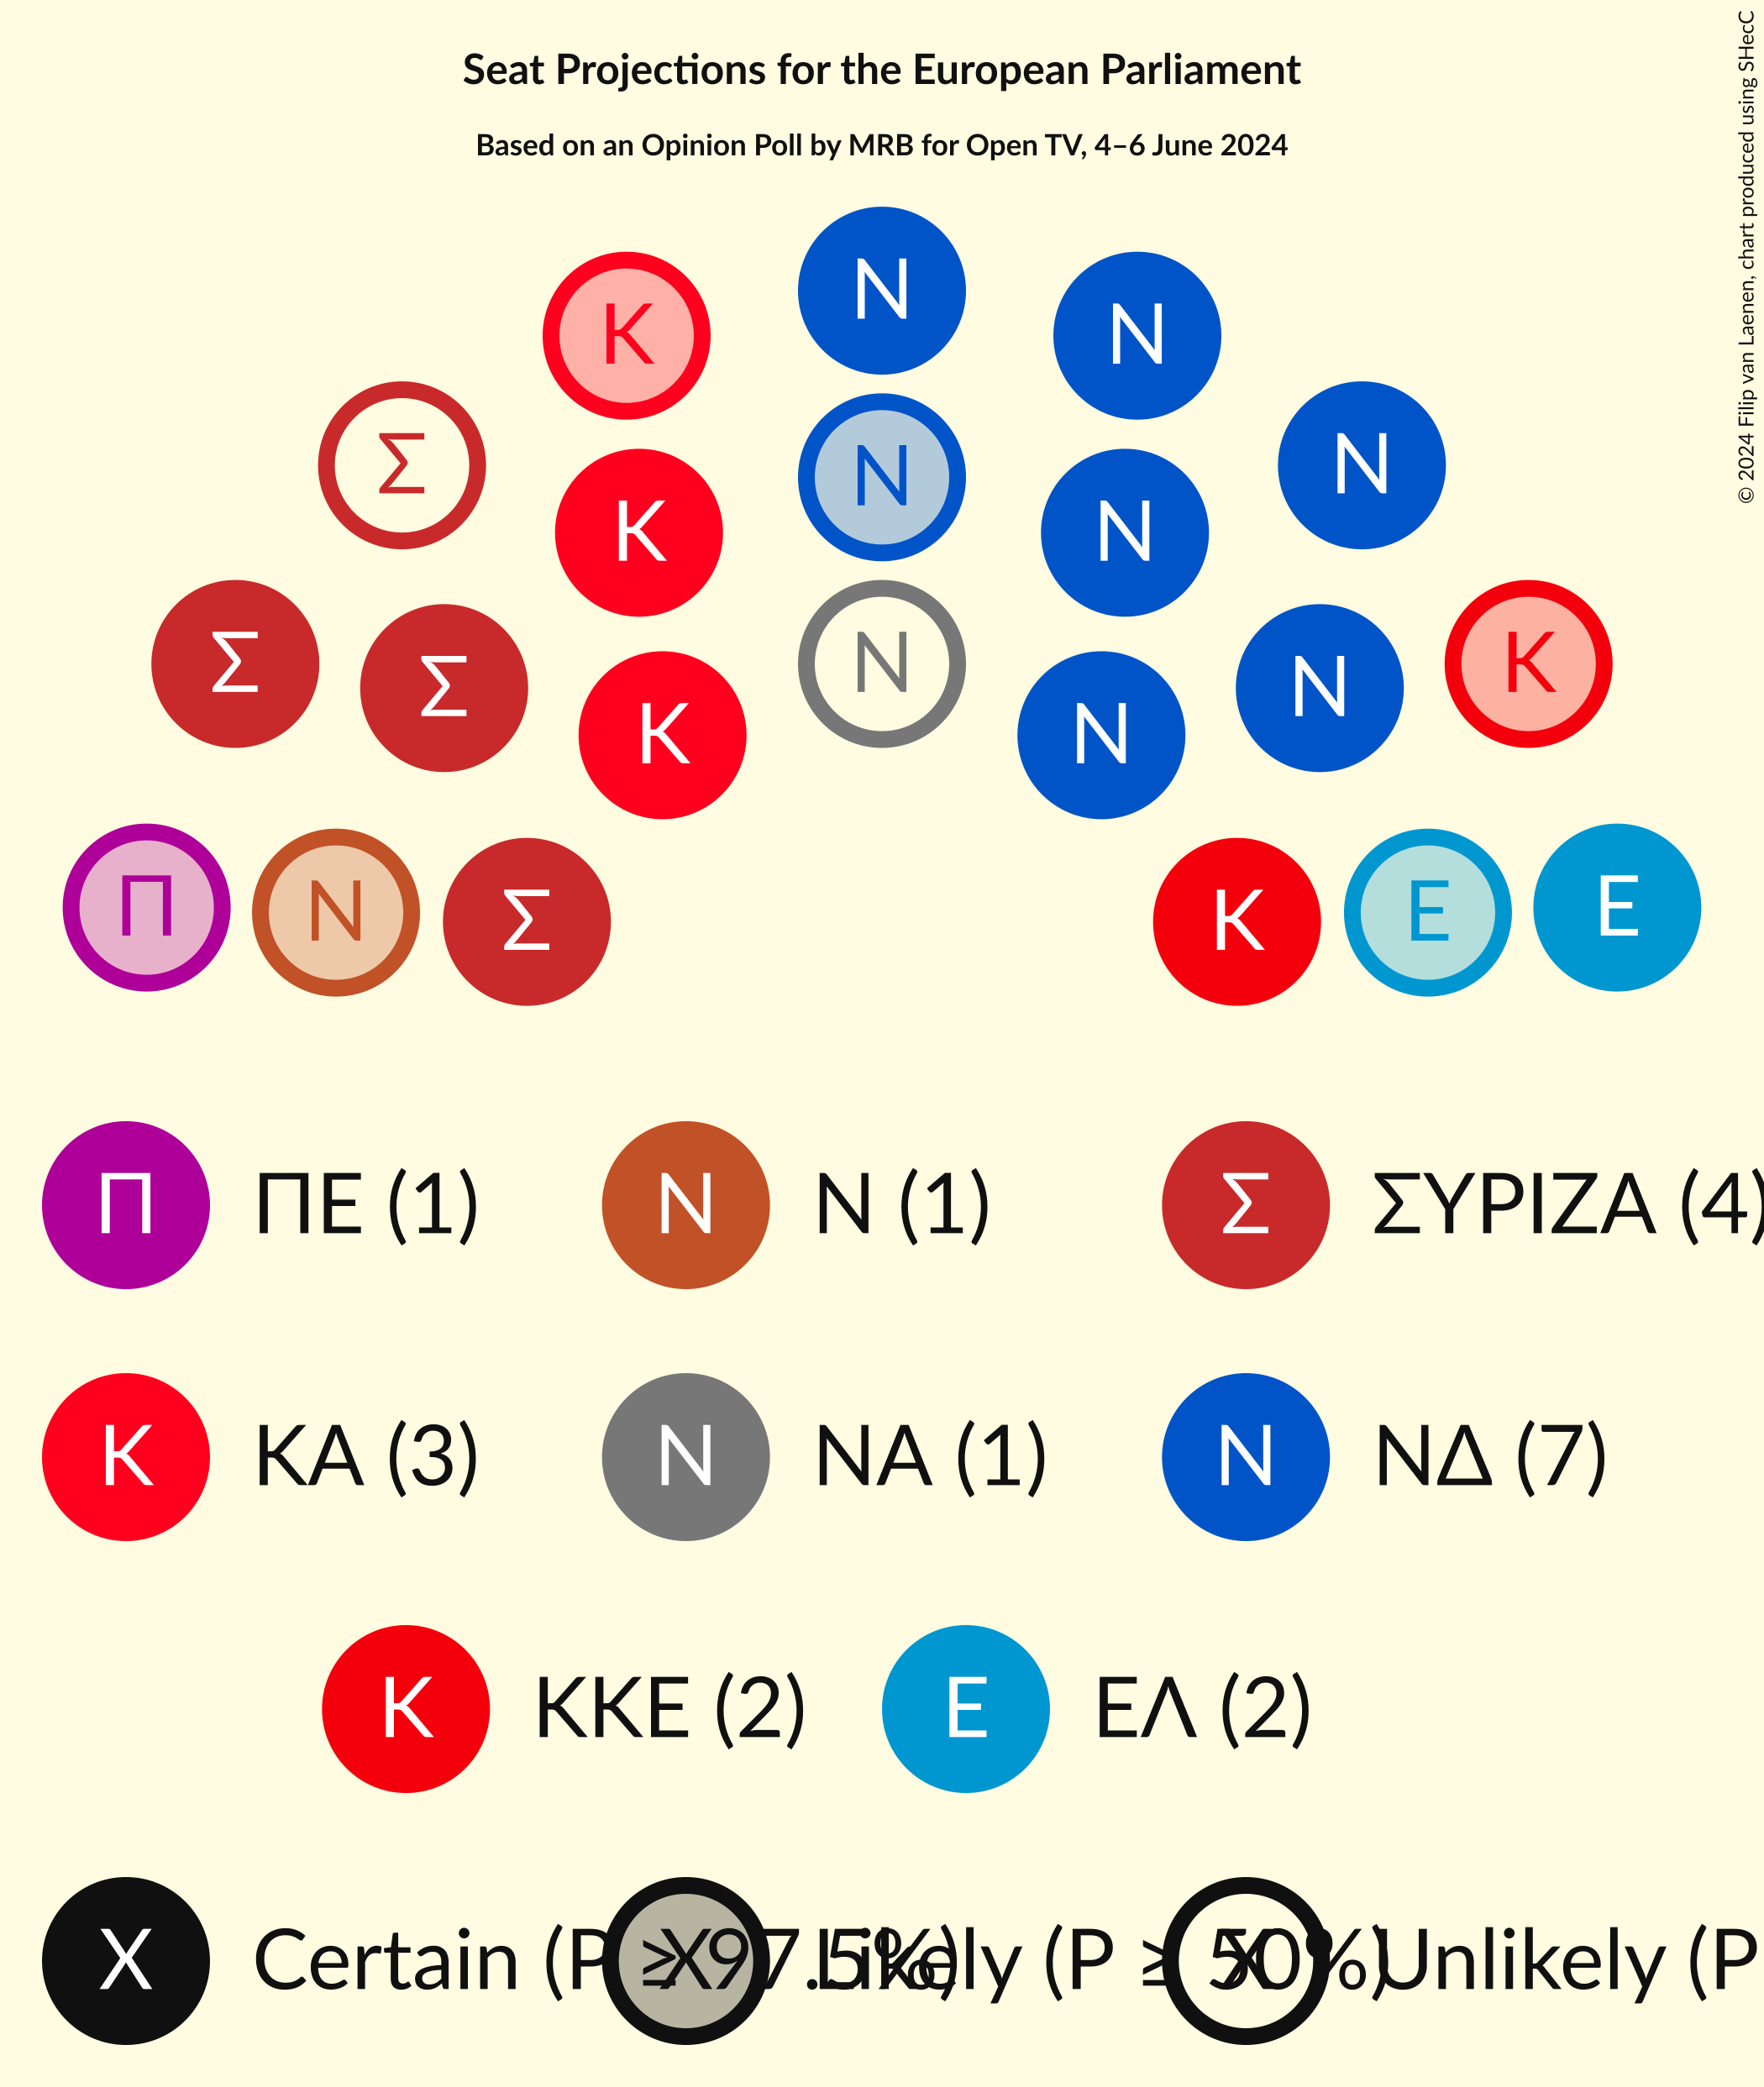 Seat Projections for the European Parliament
Based on an Opinion Poll by MRB for Open TV, 4–6 June 2024
© 2024 Filip van Laenen, chart produced using SHecC
Ν
Κ Ν
Ν
Σ Ν
Κ Ν
Σ Ν Κ
Σ Ν
Κ Ν
Π Ν Σ Κ Ε Ε
Π ΠΕ (1) Ν Ν (1) Σ ΣΥΡΙΖΑ (4)
Κ ΚΑ (3) Ν ΝΑ (1) Ν ΝΔ (7)
Κ ΚΚΕ (2) Ε ΕΛ (2)
X Certain (P ≥ 97.5%) X Likely (P ≥ 50%) X Unlikely (P